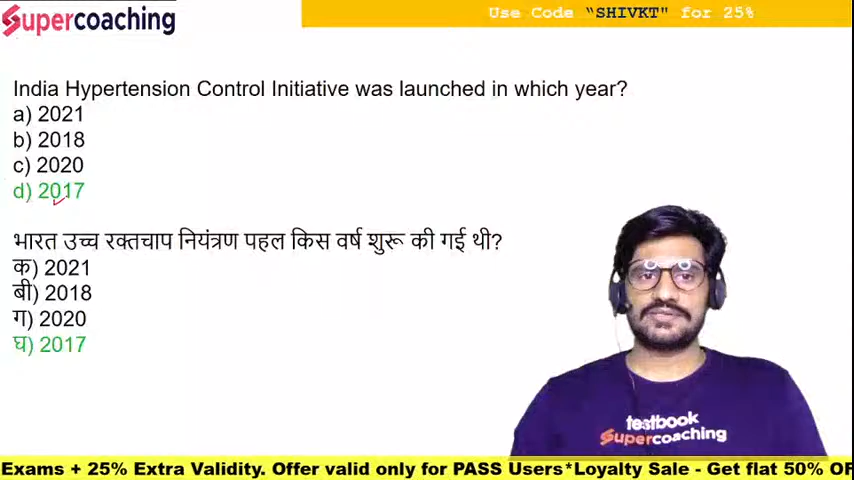 Supercoaching
Use Code “SHIVKT" for 25%
India Hypertension Control Initiative was launched in which year?
a) 2021
b) 2018
c) 2020
d) 2017
भारत उच्च रक्तचाप नियंत्रण पहल किस वर्ष शुरू की गई थी?
क) 2021
बी) 2018
ग) 2020
घ) 2017
testbook
Supercoaching
Exams + 25% Extra Validity. Offer valid only for PASS Users*Loyalty Sale - Get flat 50% OF